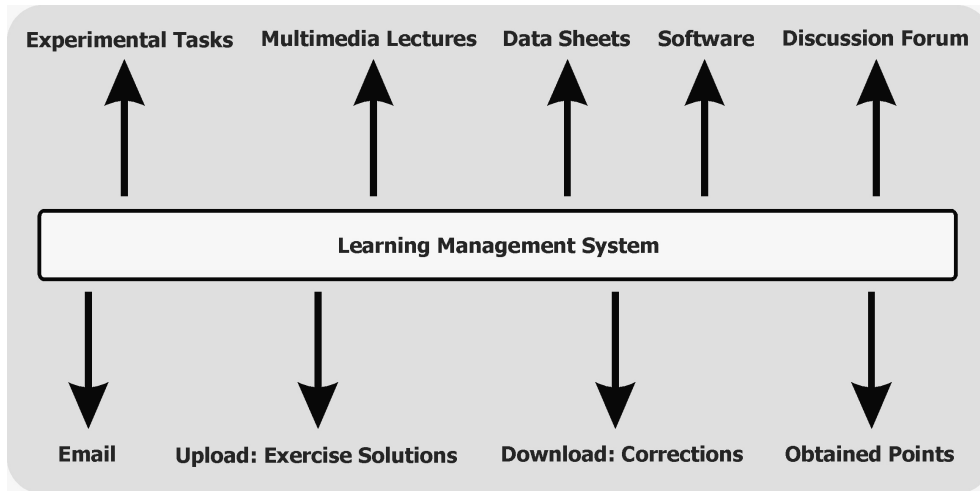 Experimental Tasks
Multimedia Lectures
Data Sheets
Software
Discussion Forum
Learning Management System
Email
Upload: Exercise Solutions
Download: Corrections
Obtained Points